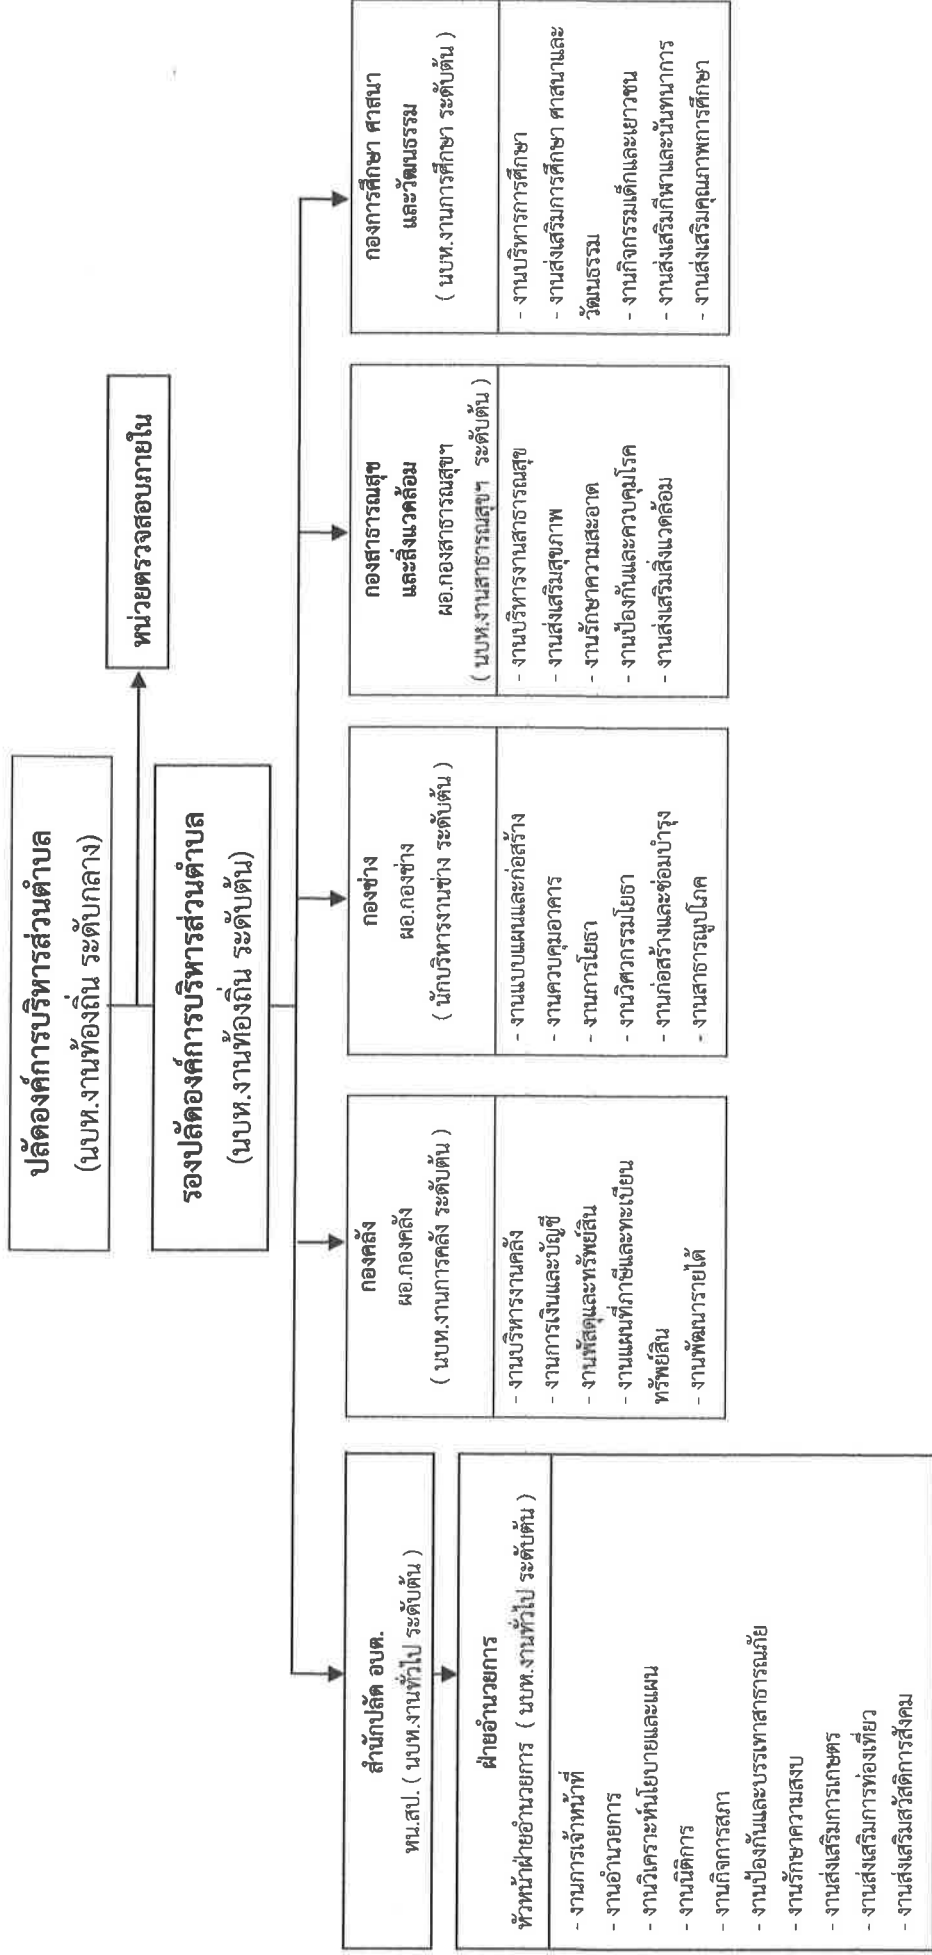 ปลัดองค์การบริหารส่วนตำบล
(นบท.งานท้องถิ่น ระดับกลาง)
หน่วยตรวจสอบภายใน
รองปลัดองค์การบริหารส่วนตำบล
(นบท.งานท้องถิ่น ระดับต้น)
สำนักปลัด อบต.
หน.สป. ( นบท.งานทั่วไป ระดับต้น )
ฝ่ายอำนวยการ
หัวหน้าฝ่ายอำนวยการ ( นบท.งานทั่วไป ระดับต้น )
- งานการเจ้าหน้าที่
- งานอำนวยการ
- งานวิเคราะห์นโยบายและแผน
- งานนิติการ
- งานกิจการสภา
- งานป้องกันและบรรเทาสาธารณภัย
- งานรักษาความสงบ
- งานส่งเสริมการเกษตร
- งานส่งเสริมการท่องเที่ยว
- งานส่งเสริมสวัสดิการสังคม
กองคลัง
ผอ.กองคลัง
( นบท.งานการคลัง ระดับต้น )
- งานบริหารงานคลัง
- งานการเงินและบัญชี
- งานพัสดุและทรัพย์สิน
- งานแผนที่ภาษีและทะเบียน
ทรัพย์สิน
- งานพัฒนารายได้
กองช่าง
ผอ.กองช่าง
( นักบริหารงานช่าง ระดับต้น )
- งานแบบแผนและก่อสร้าง
- งานควบคุมอาคาร
- งานการโยธา
- งานวิศวกรรมโยธา
- งานก่อสร้างและซ่อมบำรุง
- งานสาธารณูปโภค
กองสาธารณสุข
และสิ่งแวดล้อม
ผอ.กองสาธารณสุขฯ
( นบห.งานสาธารณสุขฯ ระดับต้น )
- งานบริหารงานสาธารณสุข
- งานส่งเสริมสุขภาพ
- งานรักษาความสะอาด
- งานป้องกันและควบคุมโรค
- งานส่งเสริมสิ่งแวดล้อม
กองการศึกษา ศาสนา
และวัฒนธรรม
( นบท.งานการศึกษา ระดับต้น )
- งานบริหารการศึกษา
- งานส่งเสริมการศึกษา ศาสนาและ
วัฒนธรรม
- งานกิจกรรมเด็กและเยาวชน
- งานส่งเสริมกีฬาและนันทนาการ
- งานส่งเสริมคุณภาพการศึกษา